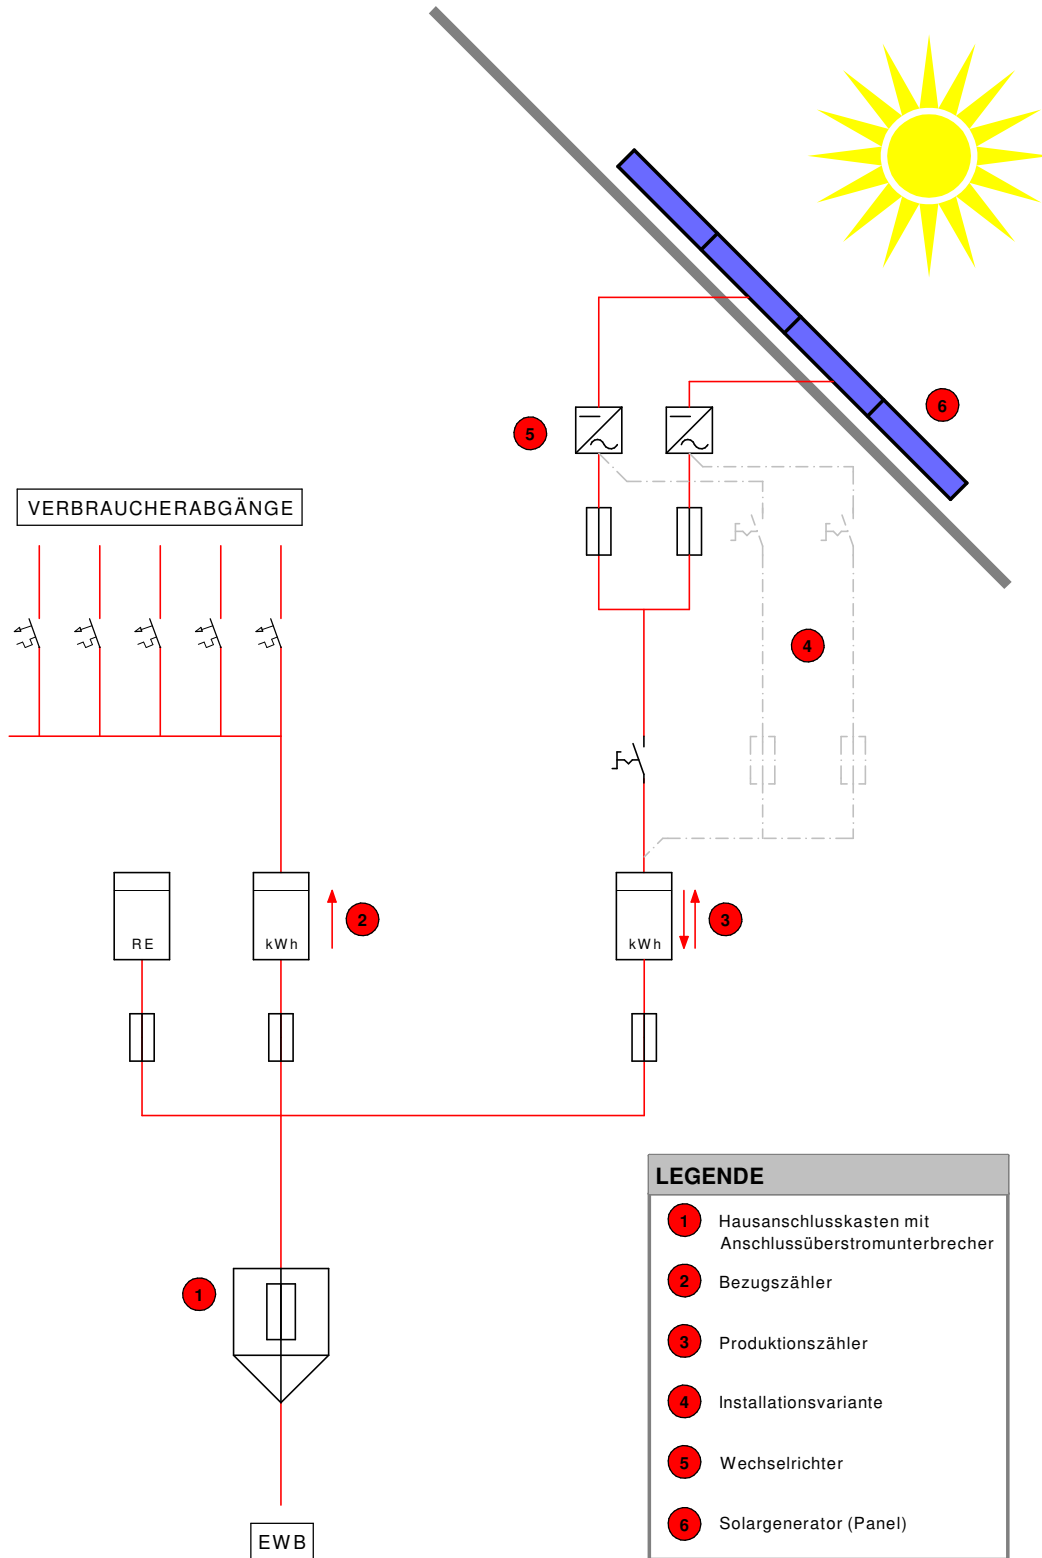 6
5
VERBRAUCHERABGÄNGE
4
RE
kWh
2
kWh
3
1
LEGENDE
1 Hausanschlusskasten mit
Anschlussüberstromunterbrecher
2 Bezugszähler
3 Produktionszähler
4 Installationsvariante
5 Wechselrichter
6 Solargenerator (Panel)
EWB